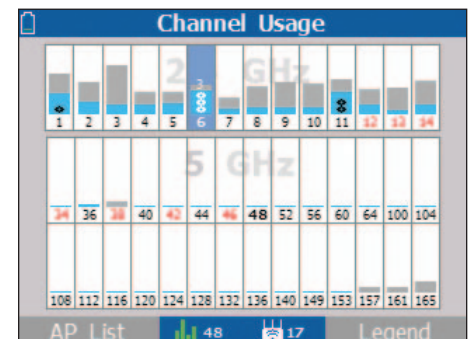 Channel Usage
2.4 GHz
3
1 2 3 4 5 6 7 8 9 10 11 12 13 14
5 GHz
34 36 38 40 42 44 46 48 52 56 60 64 100 104
108 112 116 120 124 128 132 136 140 149 153 157 161 165
AP List 48 17 Legend